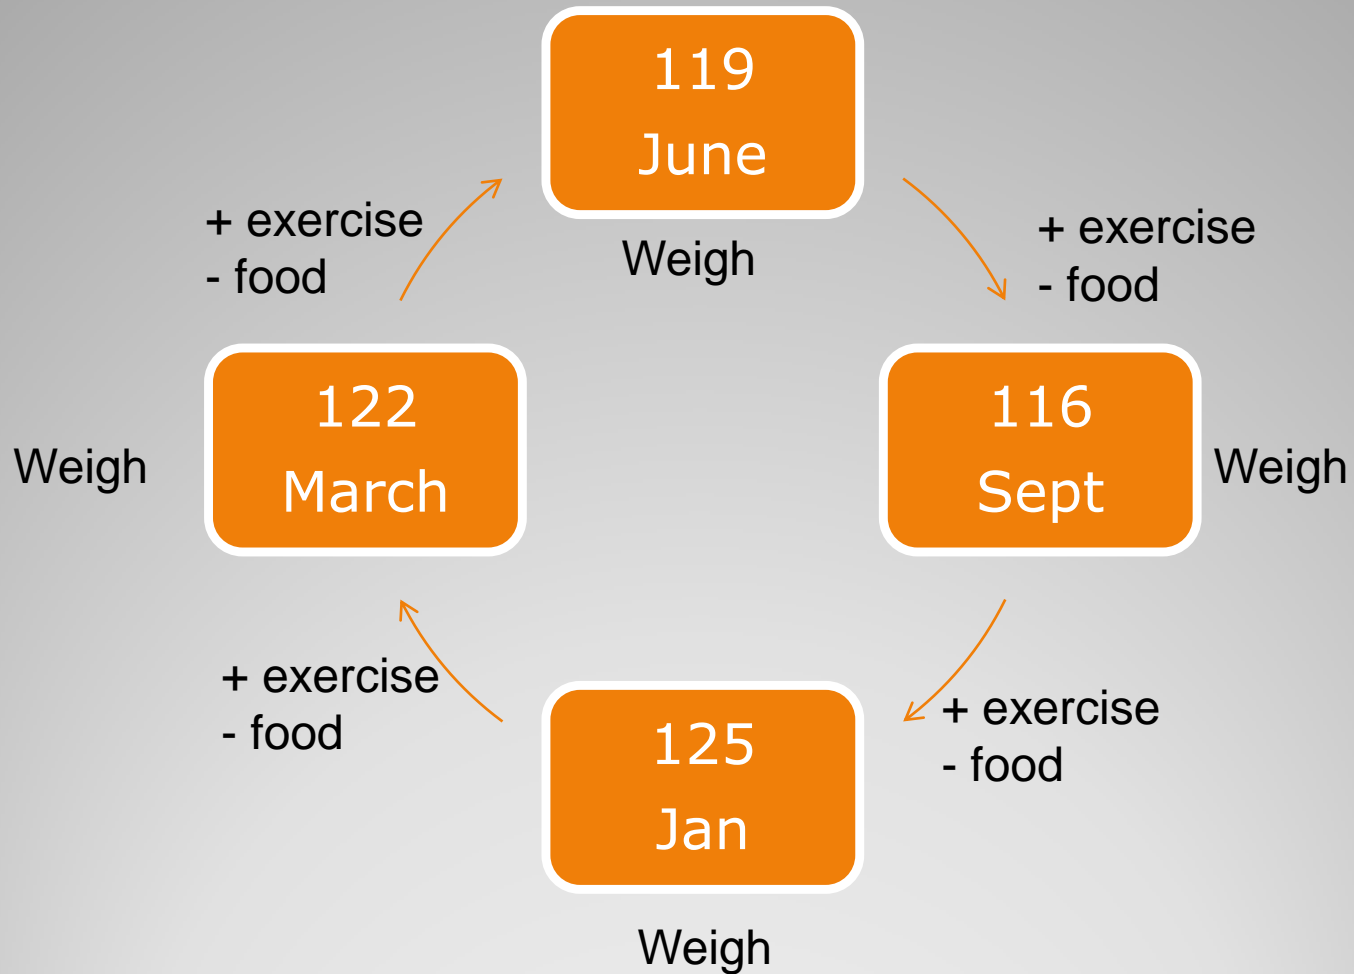 119
June
Weigh
+ exercise
- food
+ exercise
- food
122
March
Weigh
116
Sept
Weigh
+ exercise
- food
125
Jan
+ exercise
- food
Weigh